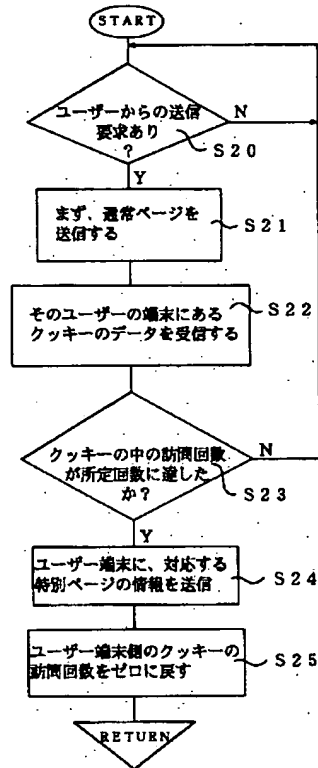 START
ユーザーからの送信
要求あり
?
N
S20
Y
まず、通常ページを
送信する
S21
そのユーザーの端末にある
クッキーのデータを受信する
S22
クッキーの中の訪問回数
が所定回数に達した
か?
N
S23
Y
ユーザー端末に、対応する
特別ページの情報を送信
S24
ユーザー端末側のクッキーの
訪問回数をゼロに戻す
S25
RETURN